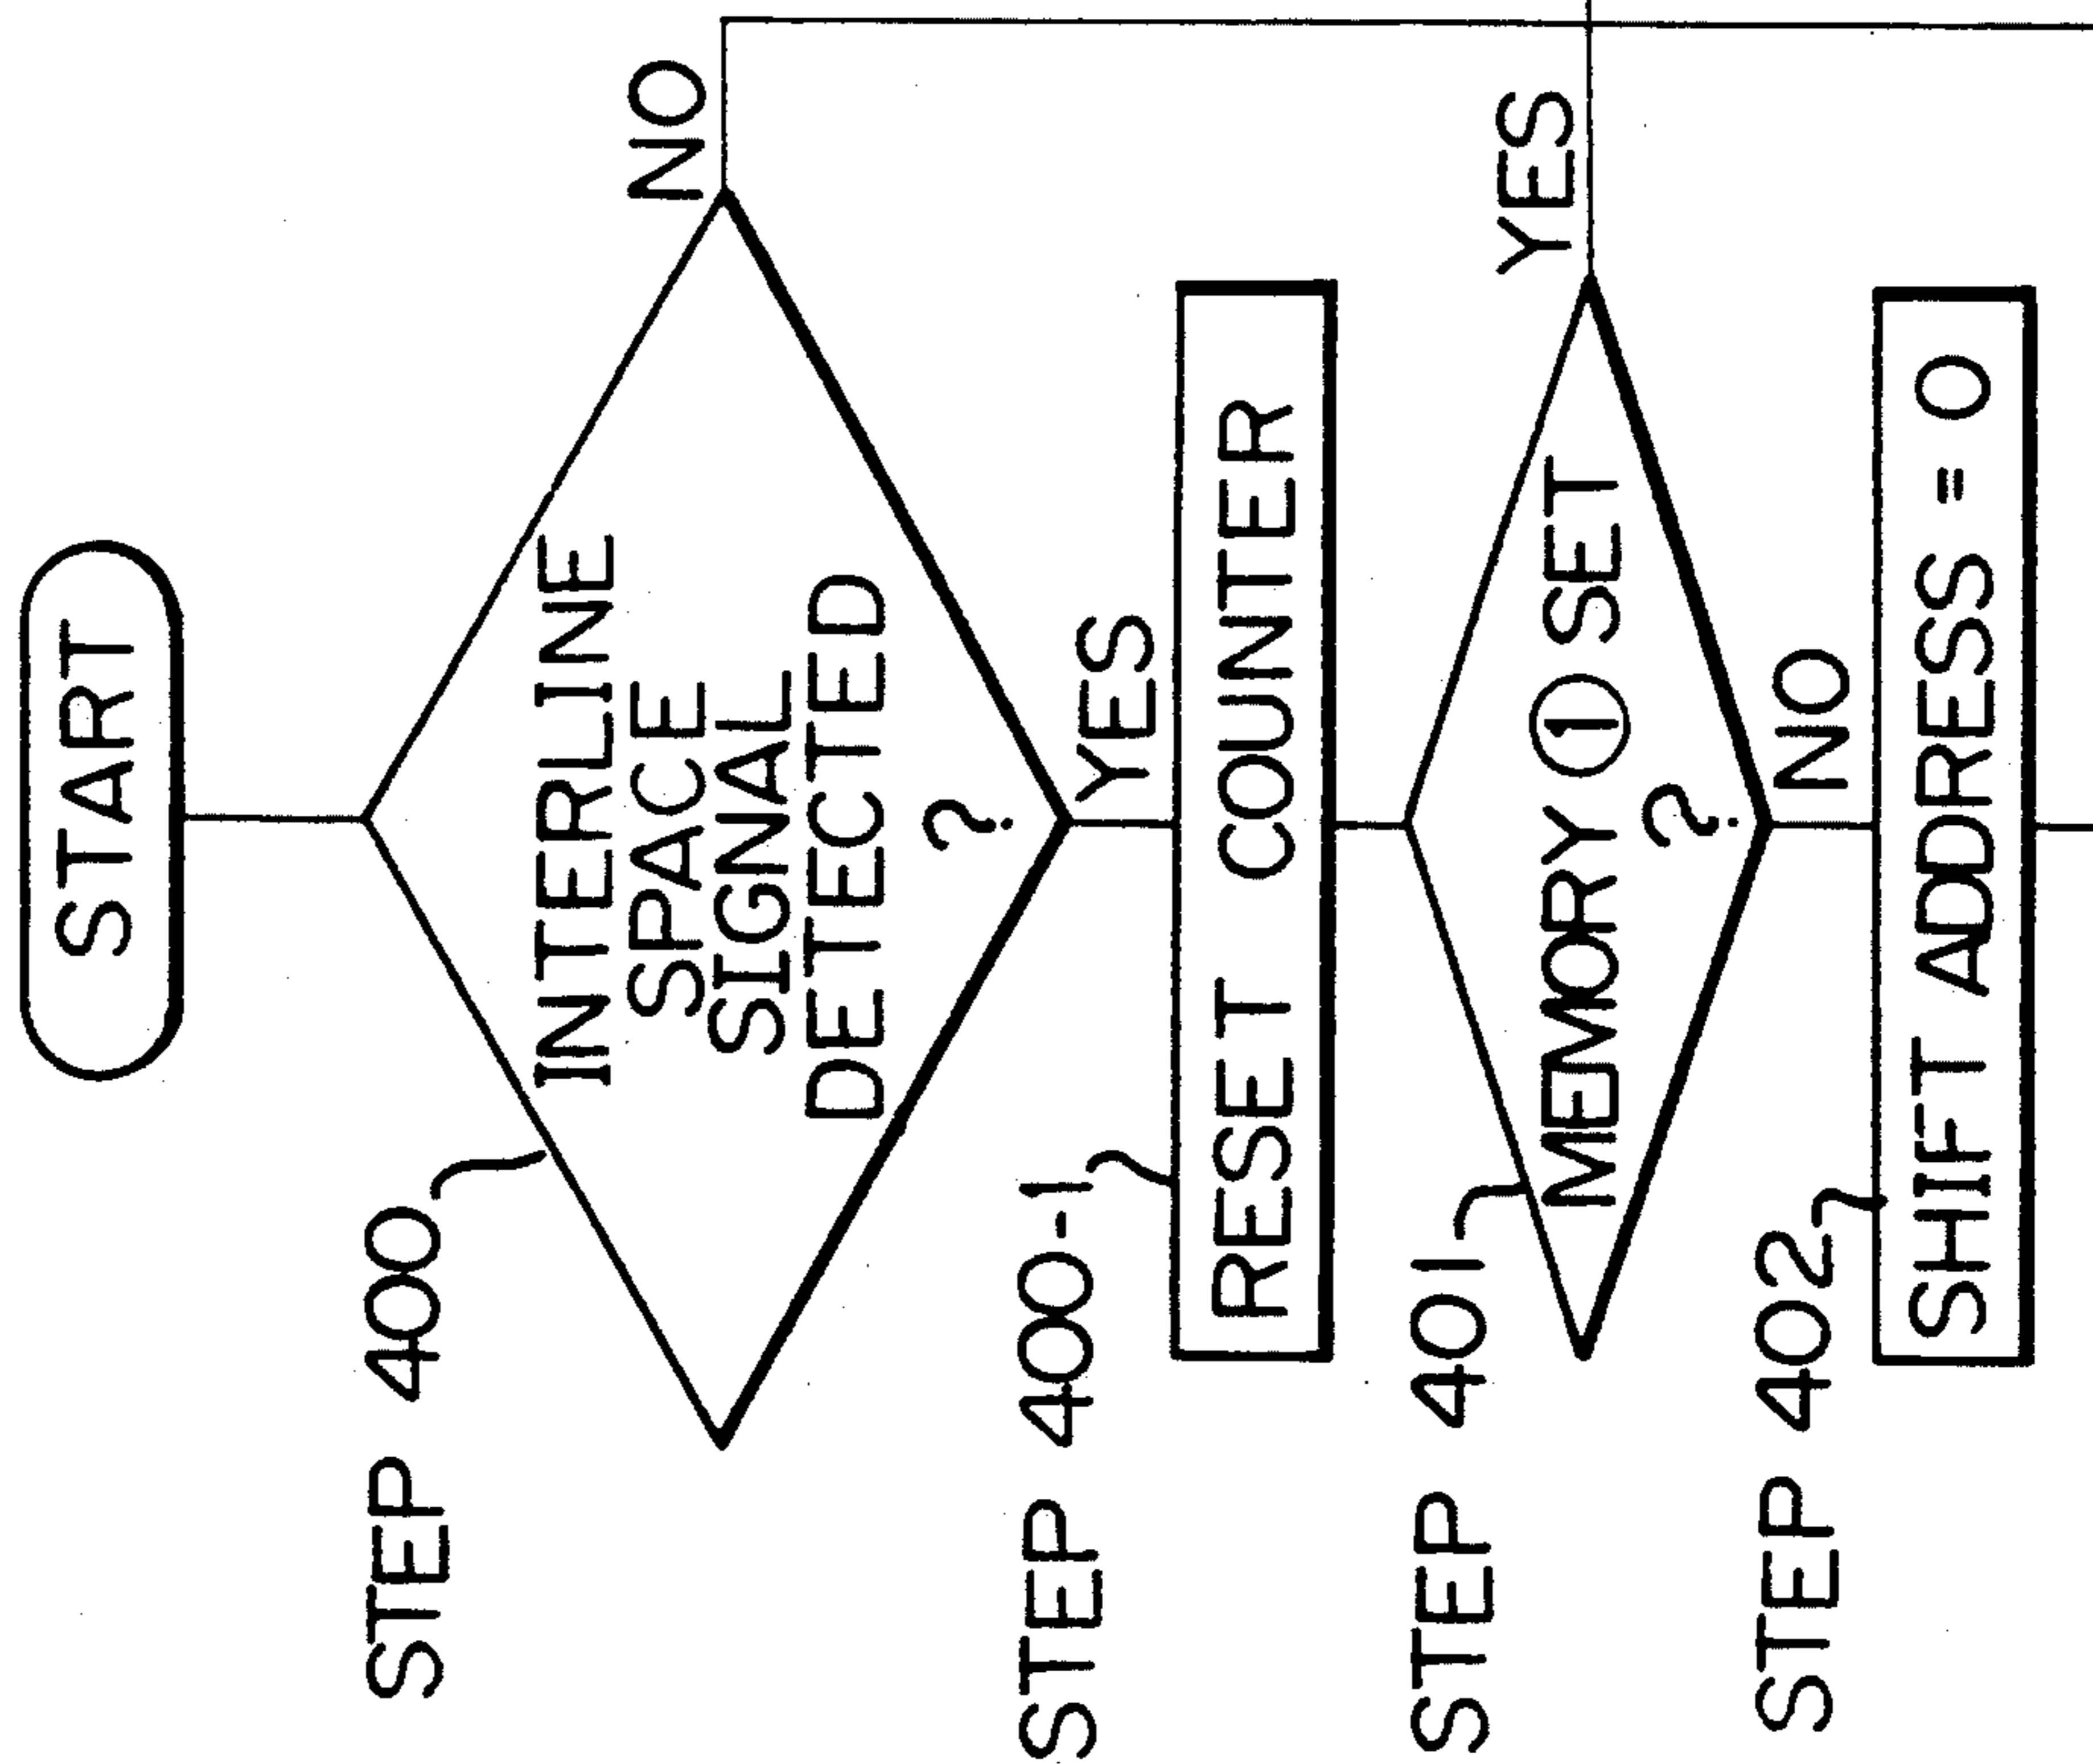 START
STEP 400
INTERLINE
SPACE
SIGNAL
DETECTED
?
NO
YES
STEP 400-1
RESET COUNTER
STEP 401
MEMORY ① SET
?
YES
NO
STEP 402
SHIFT ADDRESS = 0